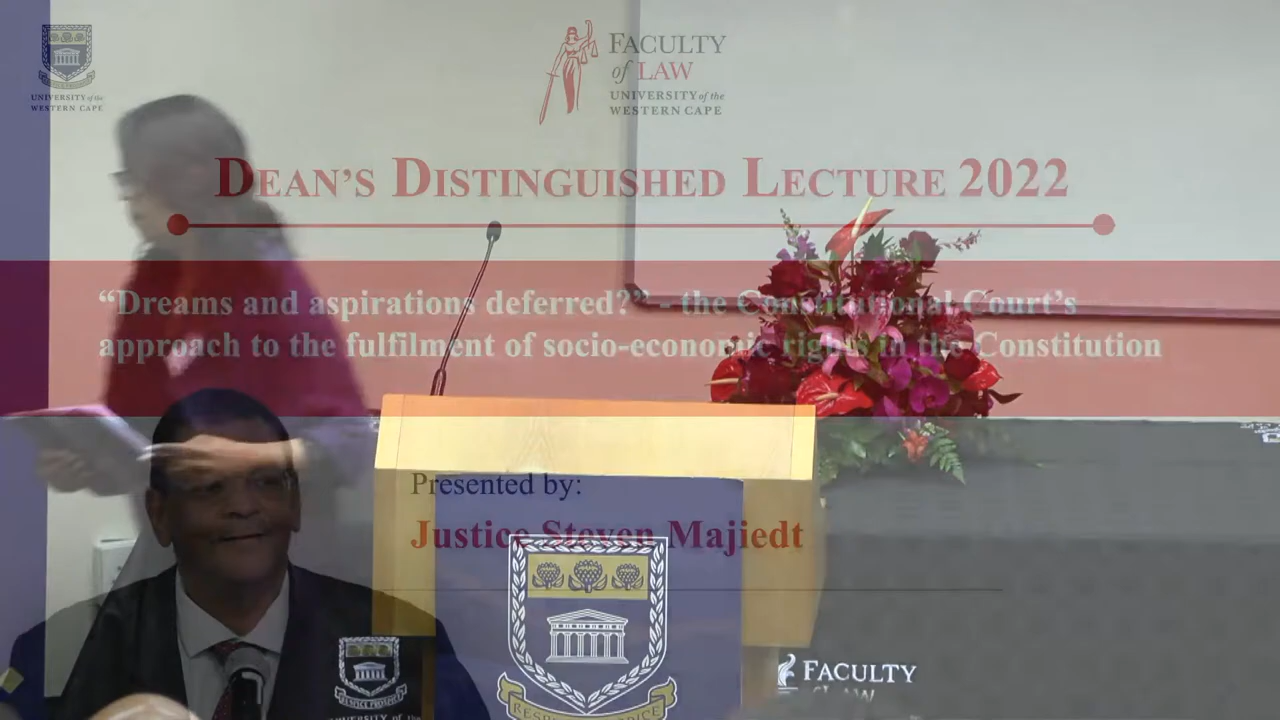 FACULTY
of LAW
UNIVERSITY of the
WESTERN CAPE
UNIVERSITY of the
WESTERN CAPE
DEAN'S DISTINGUISHED LECTURE 2022
“Dreams and aspirations deferred?” - the Constitutional Court’s
approach to the fulfilment of socio-economic rights in the Constitution
Presented by:
Justice Steven Majiedt
FACULTY